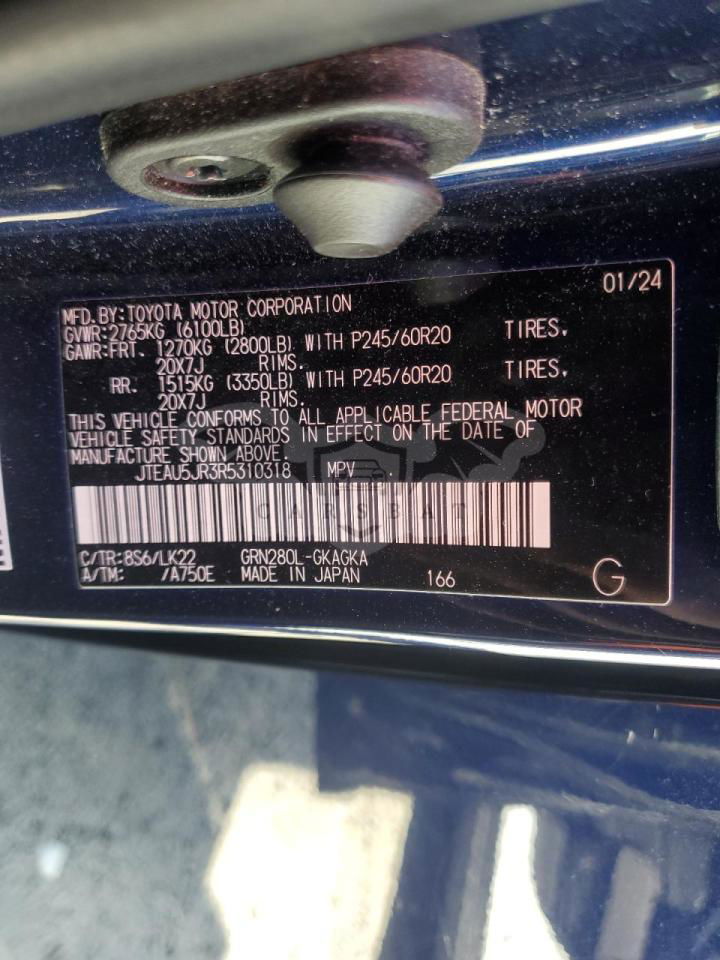 01/24
MFD.BY:TOYOTA MOTOR CORPORATION
GVWR:2765KG (6100LB)
GAWR:FRT. 1270KG (2800LB) WITH P245/60R20 TIRES,
20X7J RIMS.
RR. 1515KG (3350LB) WITH P245/60R20 TIRES,
20X7J RIMS.
THIS VEHICLE CONFORMS TO ALL APPLICABLE FEDERAL MOTOR
VEHICLE SAFETY STANDARDS IN EFFECT ON THE DATE OF
MANUFACTURE SHOWN ABOVE.
JTEAU5JR3R5310318 MPV
CARSBAT
C/TR:8S6/LK22 GRN280L-GKAGKA
A/TM: /A750E MADE IN JAPAN 166 G